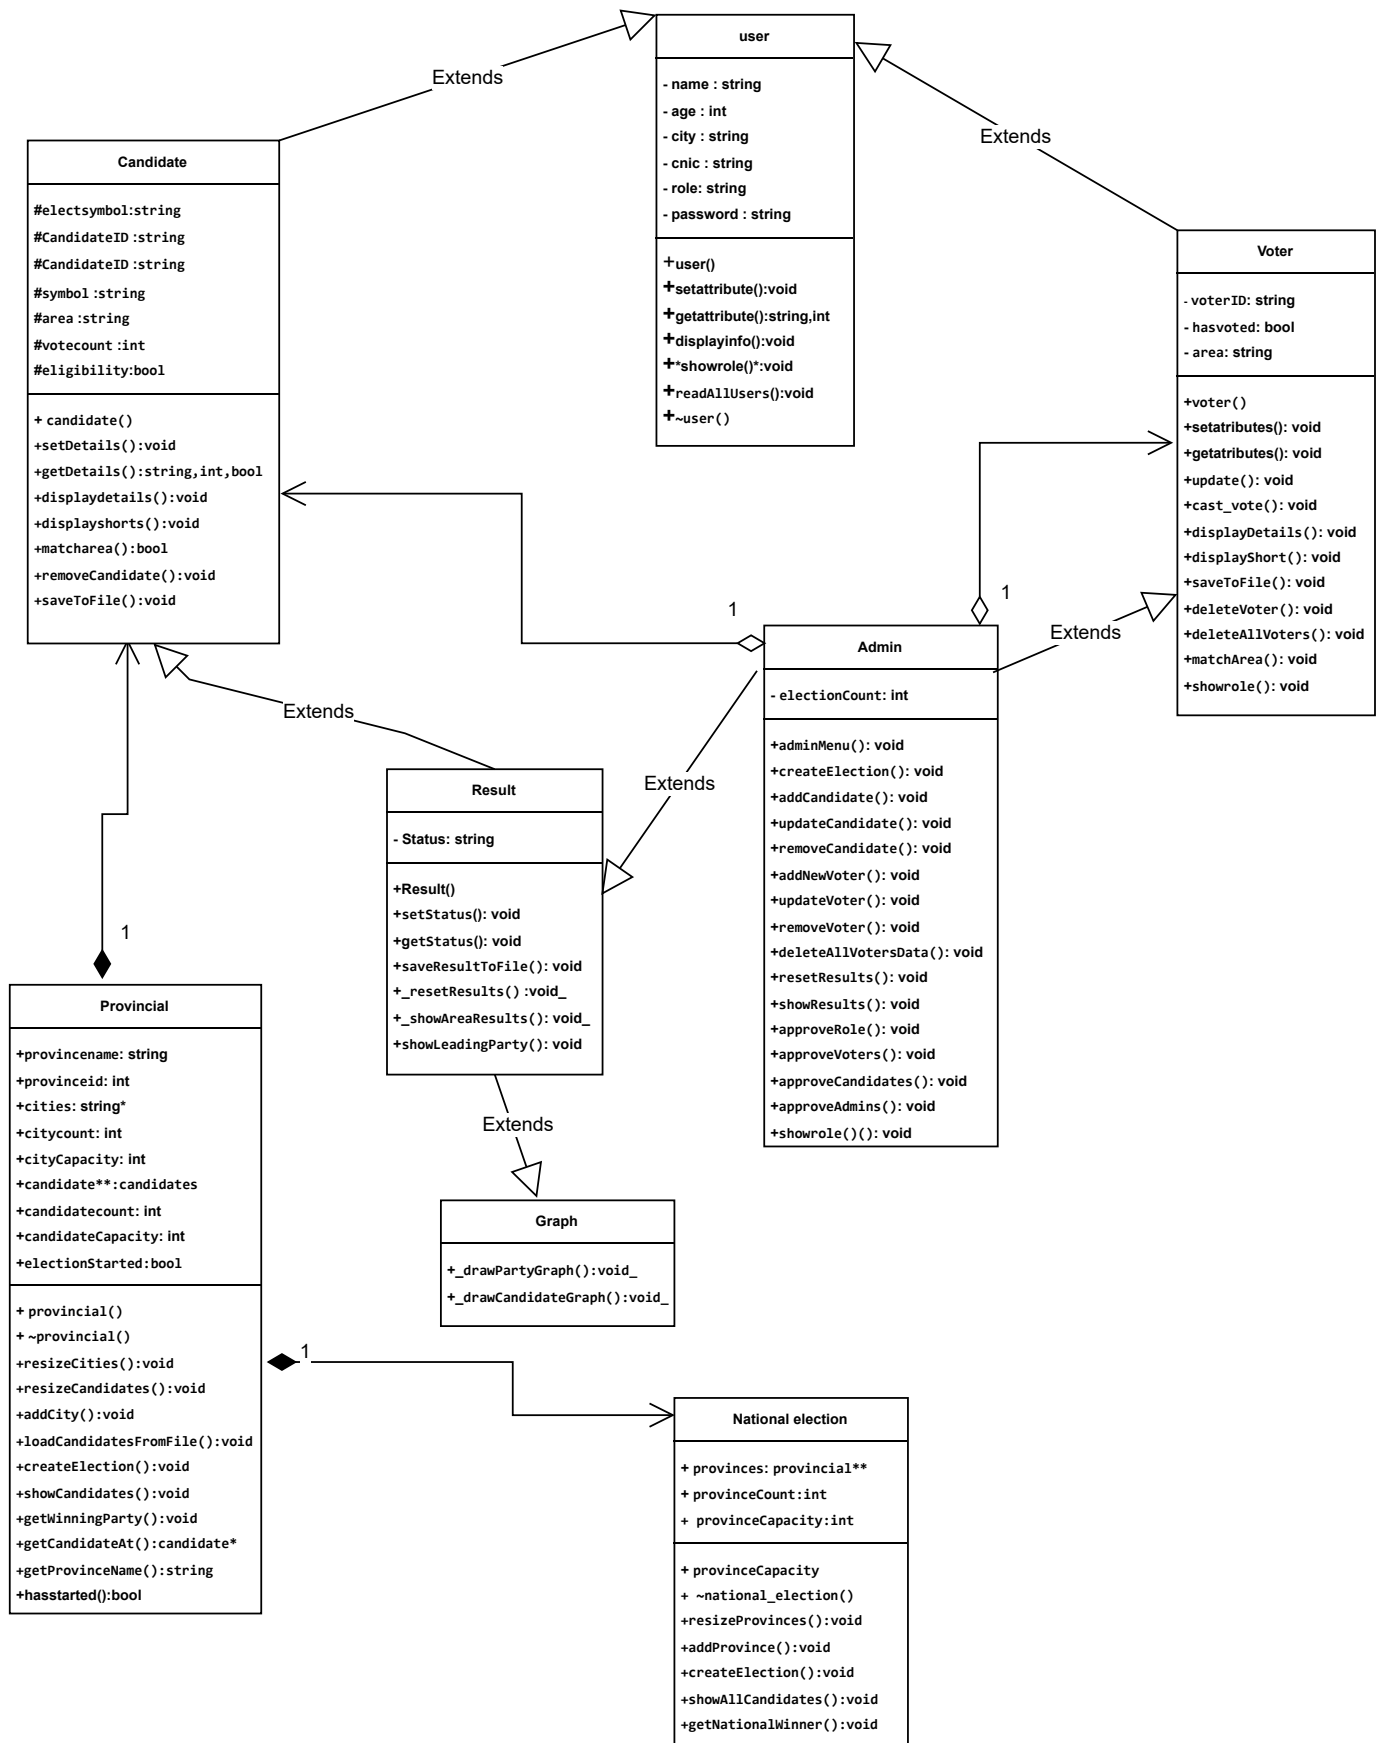 user
- name : string
- age : int
- city : string
- cnic : string
- role: string
- password : string
+user()
+setattribute():void
+getattribute():string,int
+displayinfo():void
+*showrole()*:void
+readAllUsers():void
+~user()
Extends
Extends
Candidate
#electsymbol:string
#CandidateID :string
#CandidateID :string
#symbol :string
#area :string
#votecount :int
#eligibility:bool
+ candidate()
+setDetails():void
+getDetails():string,int,bool
+displaydetails():void
+displayshorts():void
+matcharea():bool
+removeCandidate():void
+saveToFile():void
Voter
- voterID: string
- hasvoted: bool
- area: string
+voter()
+setatributes(): void
+getatributes(): void
+update(): void
+cast_vote(): void
+displayDetails(): void
+displayShort(): void
+saveToFile(): void
+deleteVoter(): void
+deleteAllVoters(): void
+matchArea(): void
+showrole(): void
1
1
Extends
Admin
- electionCount: int
+adminMenu(): void
+createElection(): void
+addCandidate(): void
+updateCandidate(): void
+removeCandidate(): void
+addNewVoter(): void
+updateVoter(): void
+removeVoter(): void
+deleteAllVotersData(): void
+resetResults(): void
+showResults(): void
+approveRole(): void
+approveVoters(): void
+approveCandidates(): void
+approveAdmins(): void
+showrole()(): void
Extends
Extends
Result
- Status: string
+Result()
+setStatus(): void
+getStatus(): void
+saveResultToFile(): void
+_resetResults() :void_
+_showAreaResults(): void_
+showLeadingParty(): void
Extends
Graph
+_drawPartyGraph():void_
+_drawCandidateGraph():void_
1
Provincial
+provincename: string
+provinceid: int
+cities: string*
+citycount: int
+cityCapacity: int
+candidate**:candidates
+candidatecount: int
+candidateCapacity: int
+electionStarted:bool
+ provincial()
+ ~provincial()
+resizeCities():void
+resizeCandidates():void
+addCity():void
+loadCandidatesFromFile():void
+createElection():void
+showCandidates():void
+getWinningParty():void
+getCandidateAt():candidate*
+getProvinceName():string
+hasstarted():bool
1
National election
+ provinces: provincial**
+ provinceCount:int
+ provinceCapacity:int
+ provinceCapacity
+ ~national_election()
+resizeProvinces():void
+addProvince():void
+createElection():void
+showAllCandidates():void
+getNationalWinner():void